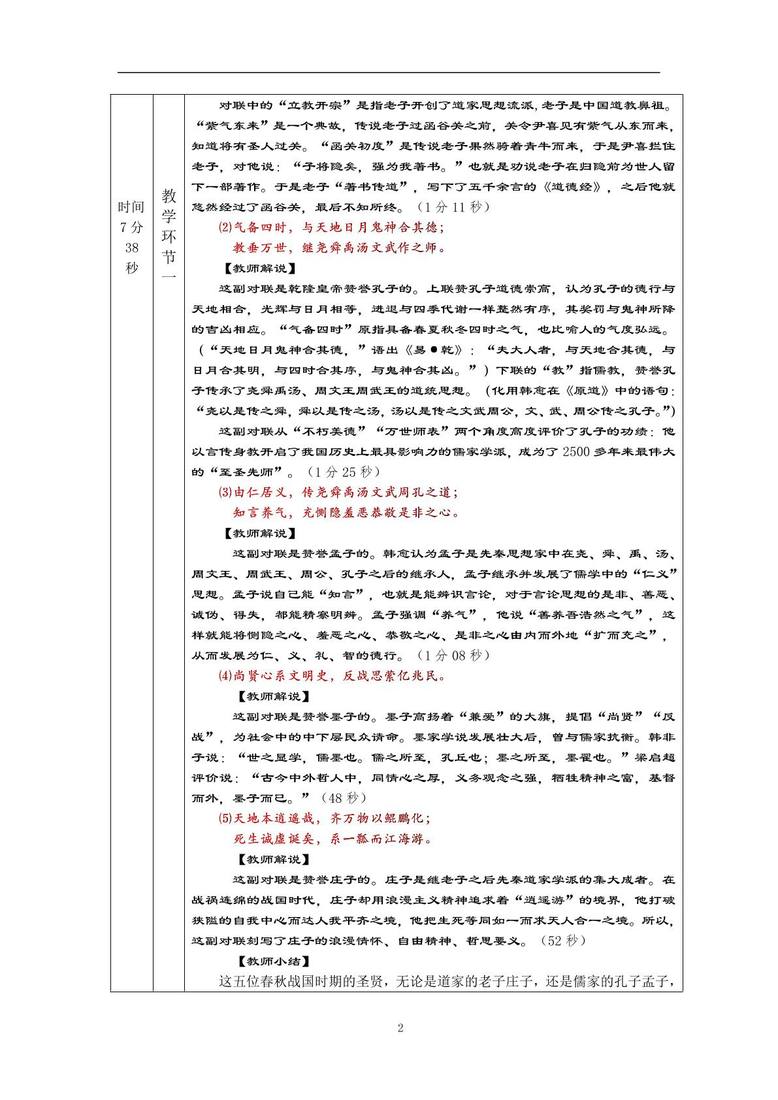 时间
7 分
38
秒
教
学
环
节
一
对联中的“立教开宗”是指老子开创了道家思想流派,老子是中国道教鼻祖。
“紫气东来”是一个典故，传说老子过函谷关之前，关令尹喜见有紫气从东而来，
知道将有圣人过关。“函关初度”是传说老子果然骑着青牛而来，于是尹喜拦住
老子，对他说：“子将隐矣，强为我著书。”也就是劝说老子在归隐前为世人留
下一部著作。于是老子“著书传道”，写下了五千余言的《道德经》，之后他就
悠然经过了函谷关，最后不知所终。（1 分 11 秒）
⑵气备四时，与天地日月鬼神合其德；
教垂万世，继尧舜禹汤文武作之师。
【教师解说】
这副对联是乾隆皇帝赞誉孔子的。上联赞孔子道德崇高，认为孔子的德行与
天地相合，光辉与日月相等，进退与四季代谢一样整然有序，其奖罚与鬼神所降
的吉凶相应。“气备四时”原指具备春夏秋冬四时之气，也比喻人的气度弘远。
（“天地日月鬼神合其德，”语出《易●乾》：“夫大人者，与天地合其德，与
日月合其明，与四时合其序，与鬼神合其凶。”）下联的“教”指儒教，赞誉孔
子传承了尧舜禹汤、周文王周武王的道统思想。（化用韩愈在《原道》中的语句：
“尧以是传之舜，舜以是传之汤，汤以是传之文武周公，文、武、周公传之孔子。”）
这副对联从“不朽美德”“万世师表”两个角度高度评价了孔子的功绩：他
以言传身教开启了我国历史上最具影响力的儒家学派，成为了 2500 多年来最伟大
的“至圣先师”。（1 分 25 秒）
⑶由仁居义，传尧舜禹汤文武周孔之道；
知言养气，充恻隐羞恶恭敬是非之心。
【教师解说】
这副对联是赞誉孟子的。韩愈认为孟子是先秦思想家中在尧、舜、禹、汤、
周文王、周武王、周公、孔子之后的继承人，孟子继承并发展了儒学中的“仁义”
思想。孟子说自己能“知言”，也就是能辨识言论，对于言论思想的是非、善恶、
诚伪、得失，都能精察明辨。孟子强调“养气”，他说“善养吾浩然之气”，这
样就能将恻隐之心、羞恶之心、恭敬之心、是非之心由内而外地“扩而充之”，
从而发展为仁、义、礼、智的德行。（1 分 08 秒）
⑷尚贤心系文明史，反战思萦亿兆民。
【教师解说】
这副对联是赞誉墨子的。墨子高扬着“兼爱”的大旗，提倡“尚贤”“反
战”，为社会中的中下层民众请命。墨家学说发展壮大后，曾与儒家抗衡。韩非
子说：“世之显学，儒墨也。儒之所至，孔丘也；墨之所至，墨翟也。”梁启超
评价说：“古今中外哲人中，同情心之厚，义务观念之强，牺牲精神之富，基督
而外，墨子而已。”（48 秒）
⑸天地本逍遥哉，齐万物以鲲鹏化；
死生诚虚诞矣，系一瓢而江海游。
【教师解说】
这副对联是赞誉庄子的。庄子是继老子之后先秦道家学派的集大成者。在
战祸连绵的战国时代，庄子却用浪漫主义精神追求着“逍遥游”的境界，他打破
狭隘的自我中心而达人我平齐之境，他把生死等同如一而求天人合一之境。所以，
这副对联刻写了庄子的浪漫情怀、自由精神、哲思要义。（52 秒）
【教师小结】
这五位春秋战国时期的圣贤，无论是道家的老子庄子，还是儒家的孔子孟子，
2